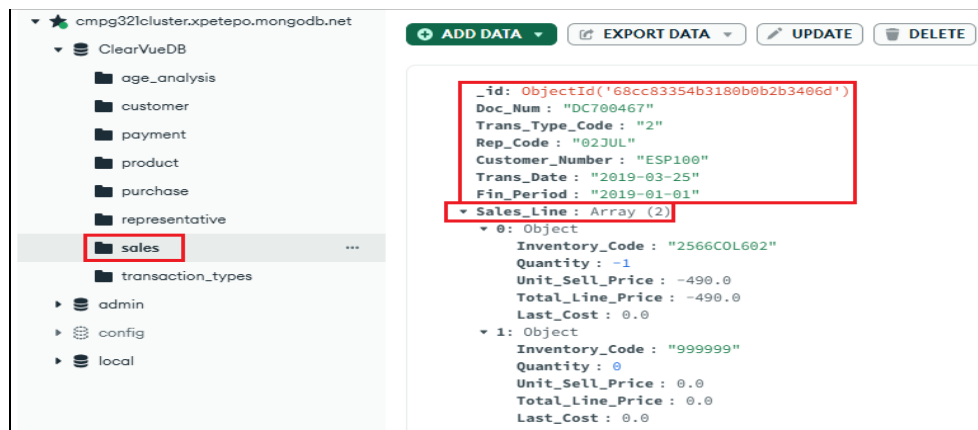 cmpg321cluster.xpetepo.mongodb.net
ClearVueDB
age_analysis
customer
payment
product
purchase
representative
sales ...
transaction_types
admin
config
local
ADD DATA
EXPORT DATA
UPDATE
DELETE
_id: ObjectId('68cc83354b3180b0b2b3406d')
Doc_Num : "DC700467"
Trans_Type_Code : "2"
Rep_Code : "02JUL"
Customer_Number : "ESP100"
Trans_Date : "2019-03-25"
Fin_Period : "2019-01-01"
Sales_Line : Array (2)
0: Object
Inventory_Code : "2566COL602"
Quantity : -1
Unit_Sell_Price : -490.0
Total_Line_Price : -490.0
Last_Cost : 0.0
1: Object
Inventory_Code : "999999"
Quantity : 0
Unit_Sell_Price : 0.0
Total_Line_Price : 0.0
Last_Cost : 0.0